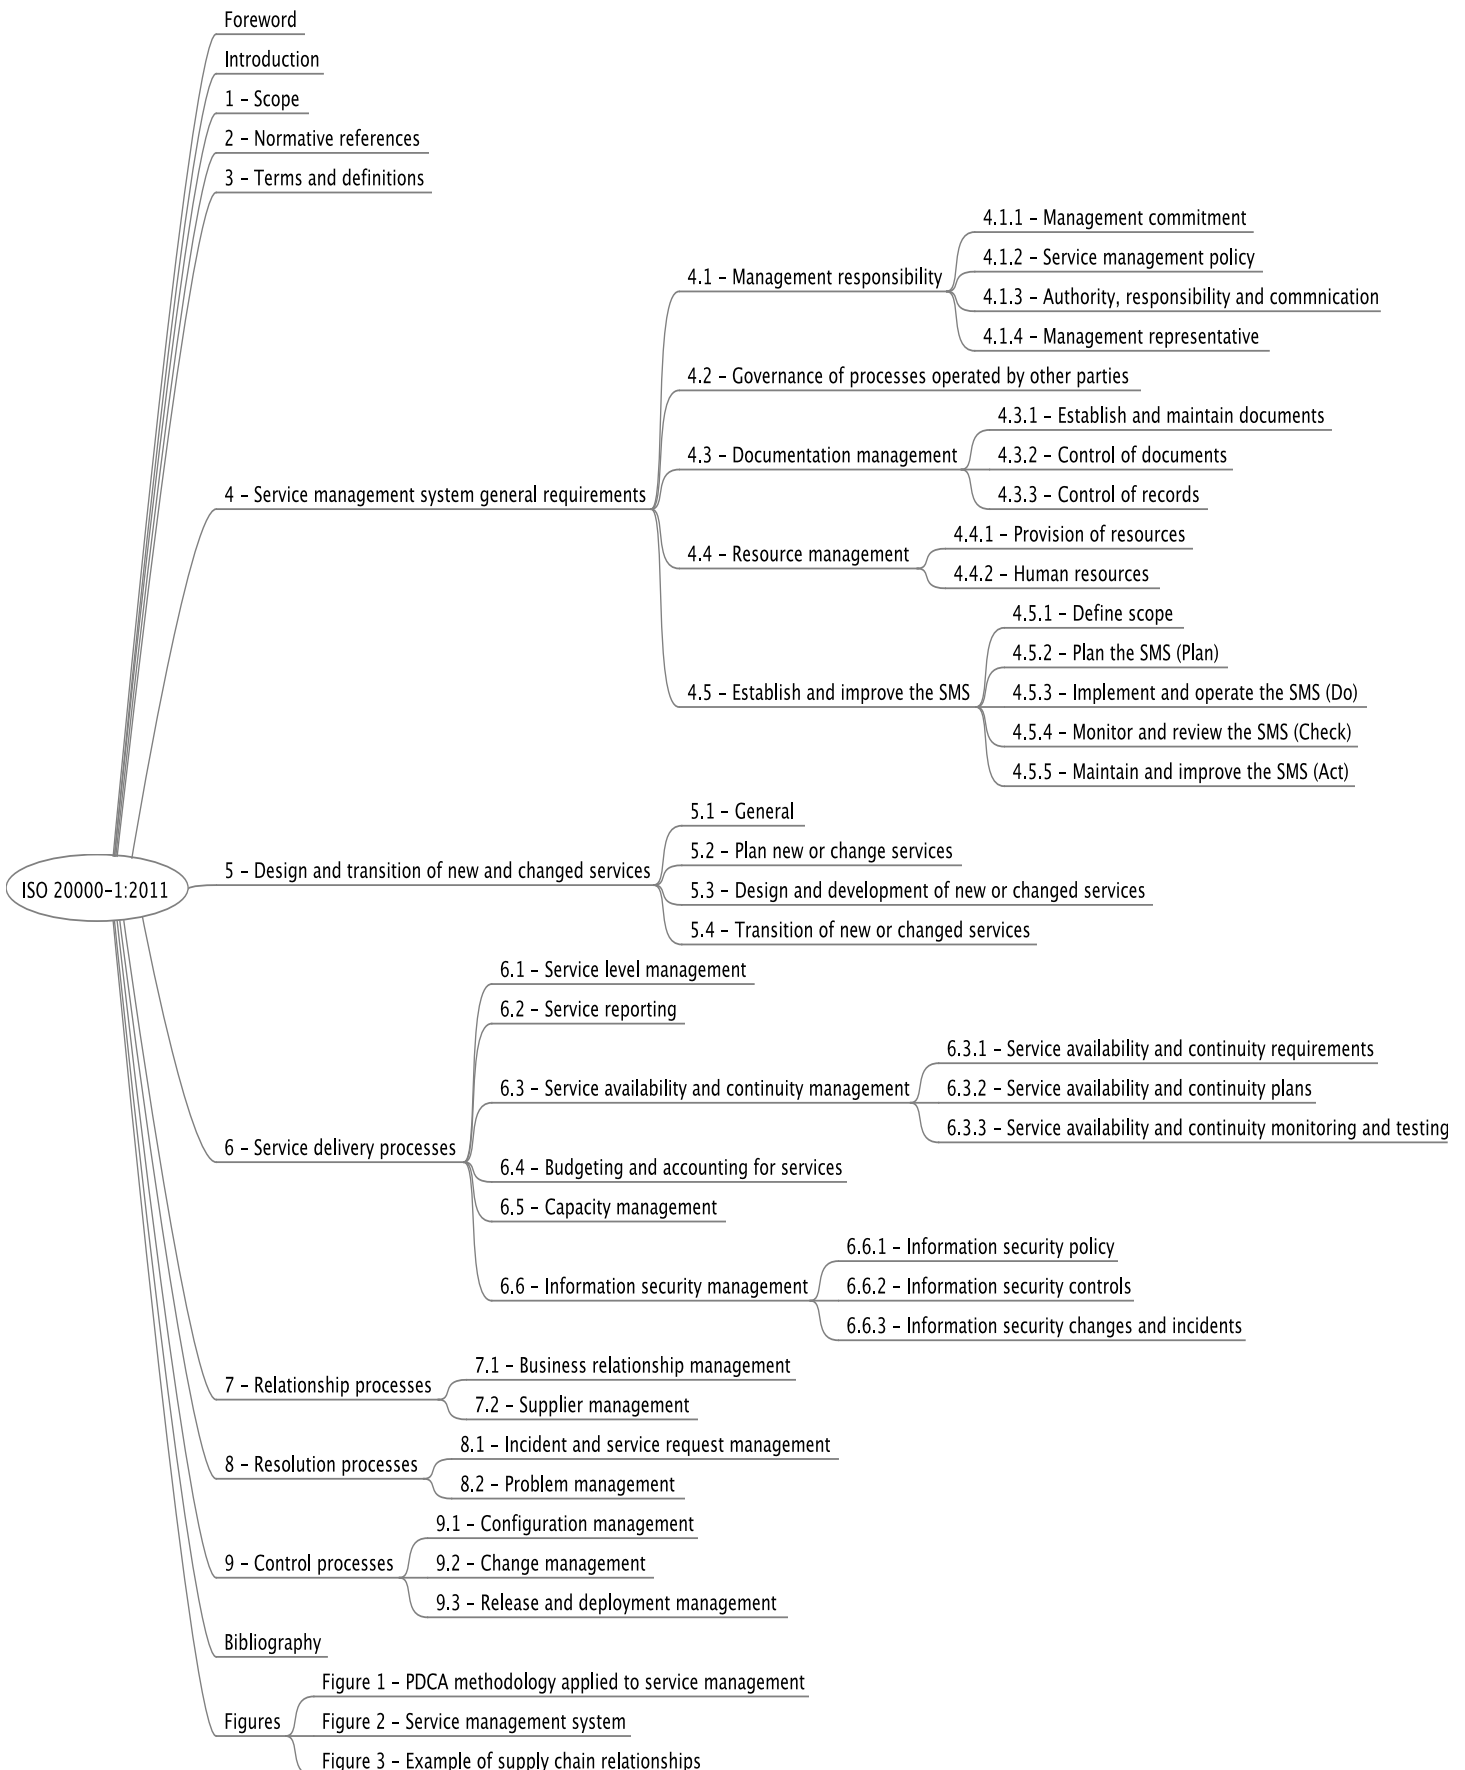 Foreword
Introduction
1 – Scope
2 – Normative references
3 – Terms and definitions
4.1.1 – Management commitment
4.1.2 – Service management policy
4.1 – Management responsibility
4.1.3 – Authority, responsibility and commnication
4.1.4 – Management representative
4.2 – Governance of processes operated by other parties
4.3.1 – Establish and maintain documents
4.3 – Documentation management
4.3.2 – Control of documents
4.3.3 – Control of records
4 – Service management system general requirements
4.4.1 – Provision of resources
4.4 – Resource management
4.4.2 – Human resources
4.5.1 – Define scope
4.5.2 – Plan the SMS (Plan)
4.5 – Establish and improve the SMS
4.5.3 – Implement and operate the SMS (Do)
4.5.4 – Monitor and review the SMS (Check)
4.5.5 – Maintain and improve the SMS (Act)
5.1 – General
5.2 – Plan new or change services
5 – Design and transition of new and changed services
ISO 20000-1:2011
5.3 – Design and development of new or changed services
5.4 – Transition of new or changed services
6.1 – Service level management
6.2 – Service reporting
6.3.1 – Service availability and continuity requirements
6.3 – Service availability and continuity management
6.3.2 – Service availability and continuity plans
6.3.3 – Service availability and continuity monitoring and testing
6 – Service delivery processes
6.4 – Budgeting and accounting for services
6.5 – Capacity management
6.6.1 – Information security policy
6.6 – Information security management
6.6.2 – Information security controls
6.6.3 – Information security changes and incidents
7.1 – Business relationship management
7 – Relationship processes
7.2 – Supplier management
8.1 – Incident and service request management
8 – Resolution processes
8.2 – Problem management
9.1 – Configuration management
9 – Control processes
9.2 – Change management
9.3 – Release and deployment management
Bibliography
Figure 1 – PDCA methodology applied to service management
Figures
Figure 2 – Service management system
Figure 3 – Example of supply chain relationships